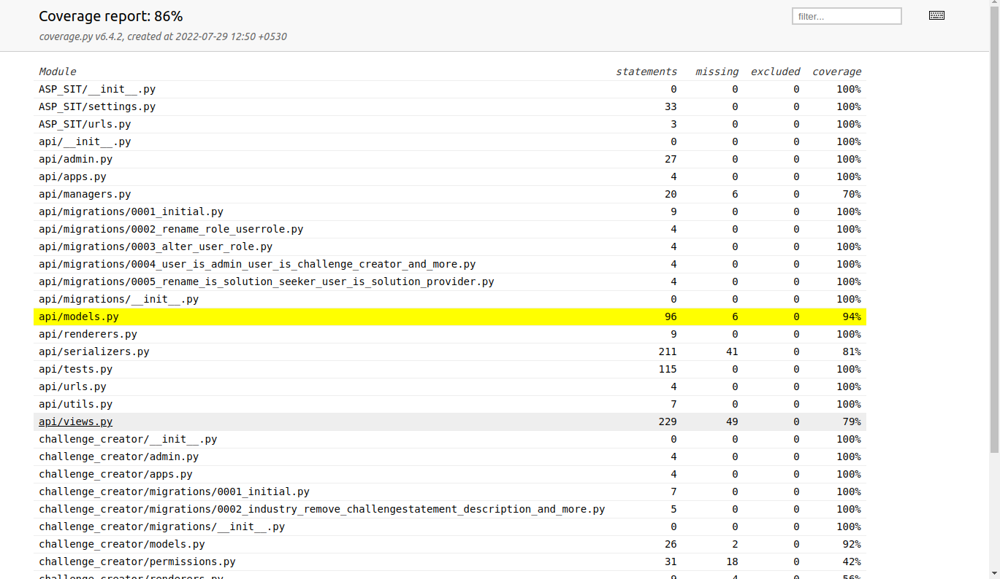 Coverage report: 86%
filter...
coverage.py v6.4.2, created at 2022-07-29 12:50 +0530
Module statements missing excluded coverage
ASP_SIT/__init__.py 0 0 0 100%
ASP_SIT/settings.py 33 0 0 100%
ASP_SIT/urls.py 3 0 0 100%
api/__init__.py 0 0 0 100%
api/admin.py 27 0 0 100%
api/apps.py 4 0 0 100%
api/managers.py 20 6 0 70%
api/migrations/0001_initial.py 9 0 0 100%
api/migrations/0002_rename_role_userrole.py 4 0 0 100%
api/migrations/0003_alter_user_role.py 4 0 0 100%
api/migrations/0004_user_is_admin_user_is_challenge_creator_and_more.py 4 0 0 100%
api/migrations/0005_rename_is_solution_seeker_user_is_solution_provider.py 4 0 0 100%
api/migrations/__init__.py 0 0 0 100%
api/models.py 96 6 0 94%
api/renderers.py 9 0 0 100%
api/serializers.py 211 41 0 81%
api/tests.py 115 0 0 100%
api/urls.py 4 0 0 100%
api/utils.py 7 0 0 100%
api/views.py 229 49 0 79%
challenge_creator/__init__.py 0 0 0 100%
challenge_creator/admin.py 4 0 0 100%
challenge_creator/apps.py 4 0 0 100%
challenge_creator/migrations/0001_initial.py 7 0 0 100%
challenge_creator/migrations/0002_industry_remove_challengestatement_description_and_more.py 5 0 0 100%
challenge_creator/migrations/__init__.py 0 0 0 100%
challenge_creator/models.py 26 2 0 92%
challenge_creator/permissions.py 31 18 0 42%
challenge_creator/renderers.py 9 4 0 56%